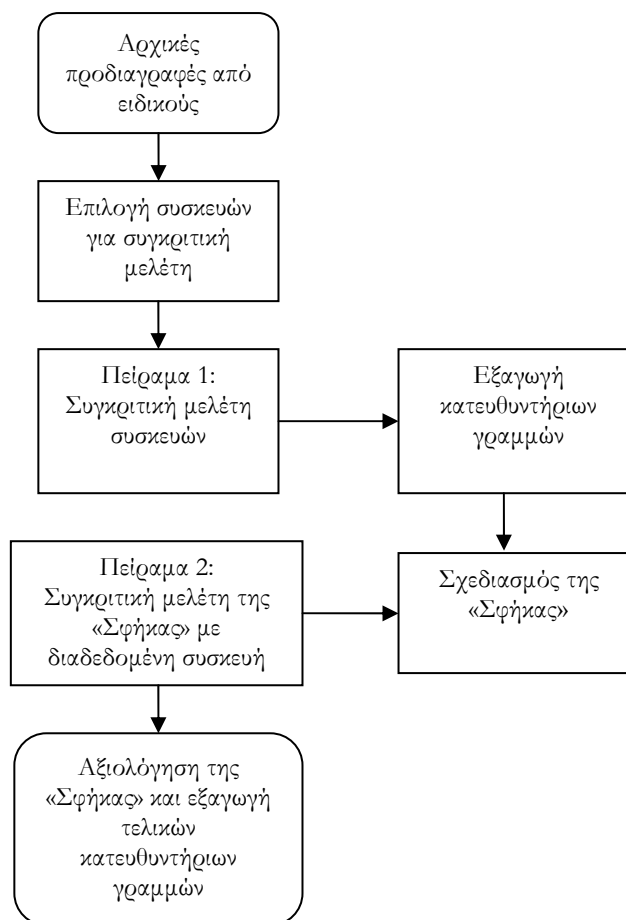 Αρχικές
προδιαγραφές από
ειδικούς
Επιλογή συσκευών
για συγκριτική
μελέτη
Πείραμα 1:
Συγκριτική μελέτη
συσκευών
Εξαγωγή
κατευθυντήριων
γραμμών
Πείραμα 2:
Συγκριτική μελέτη της
«Σφήκας» με
διαδεδομένη συσκευή
Σχεδιασμός της
«Σφήκας»
Αξιολόγηση της
«Σφήκας» και εξαγωγή
τελικών
κατευθυντήριων
γραμμών